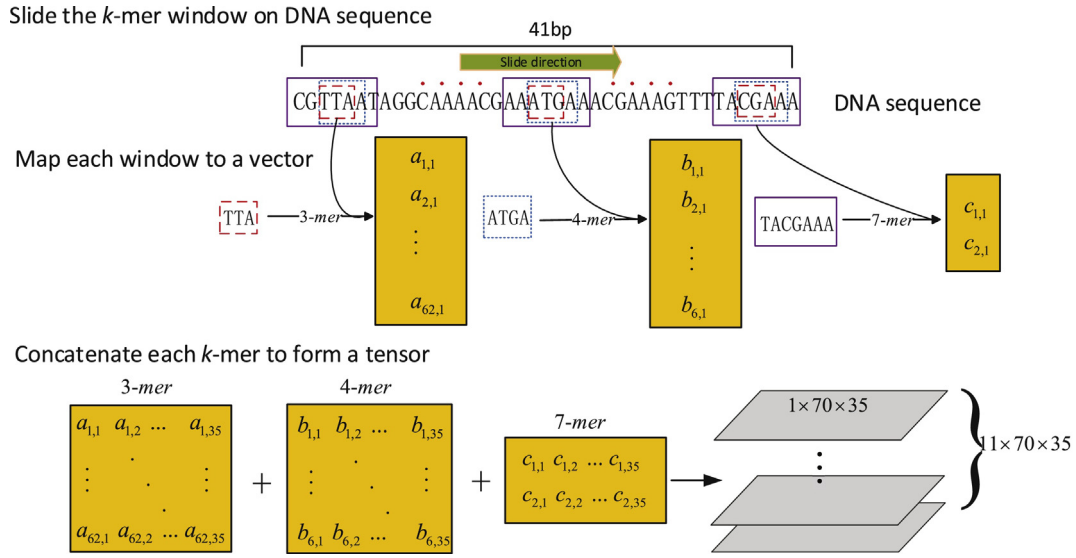 Slide the k-mer window on DNA sequence
41bp
Slide direction
CGTTAATAGGCAAAACGAAATGAAACGAAAGTTTTACGAAA
DNA sequence
Map each window to a vector
TTA
3-mer
a1,1
a2,1
⋮
a62,1
ATGA
4-mer
b1,1
b2,1
⋮
b6,1
TACGAAA
7-mer
c1,1
c2,1
Concatenate each k-mer to form a tensor
3-mer
a1,1 a1,2 ... a1,35
⋮ . ⋮
a62,1 a62,2 ... a62,35
+
4-mer
b1,1 b1,2 ... b1,35
⋮ . ⋮
b6,1 b6,2 ... b6,35
+
7-mer
c1,1 c1,2 ... c1,35
c2,1 c2,2 ... c2,35
1×70×35
⋮
11×70×35